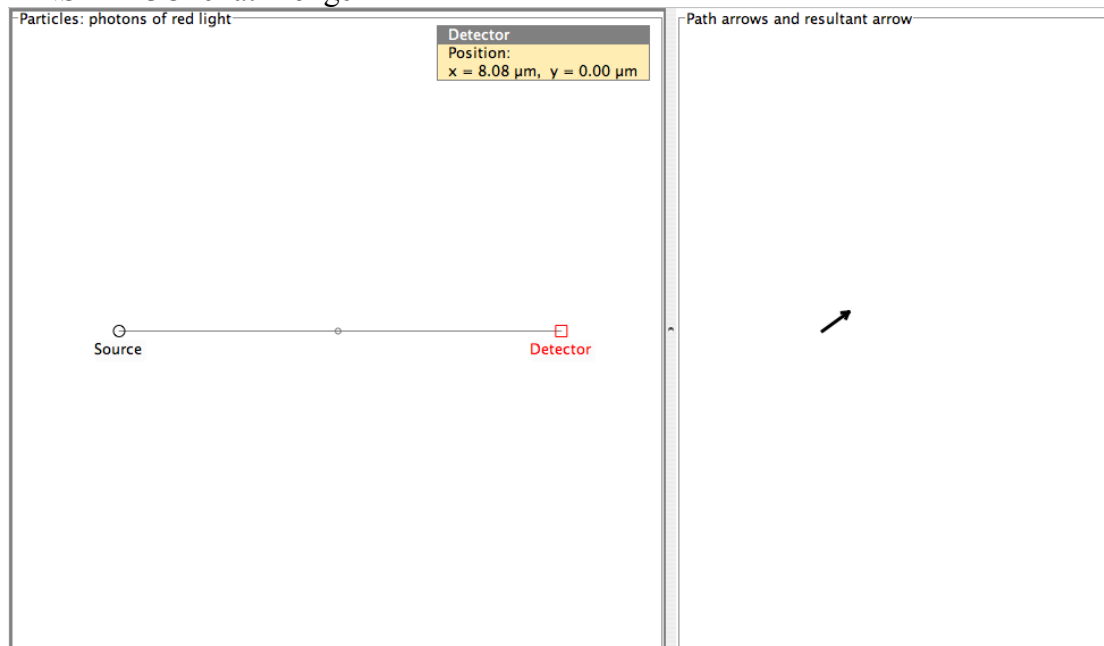 Particles: photons of red light
Detector
Position:
x = 8.08 µm, y = 0.00 µm
Source
Detector
Path arrows and resultant arrow